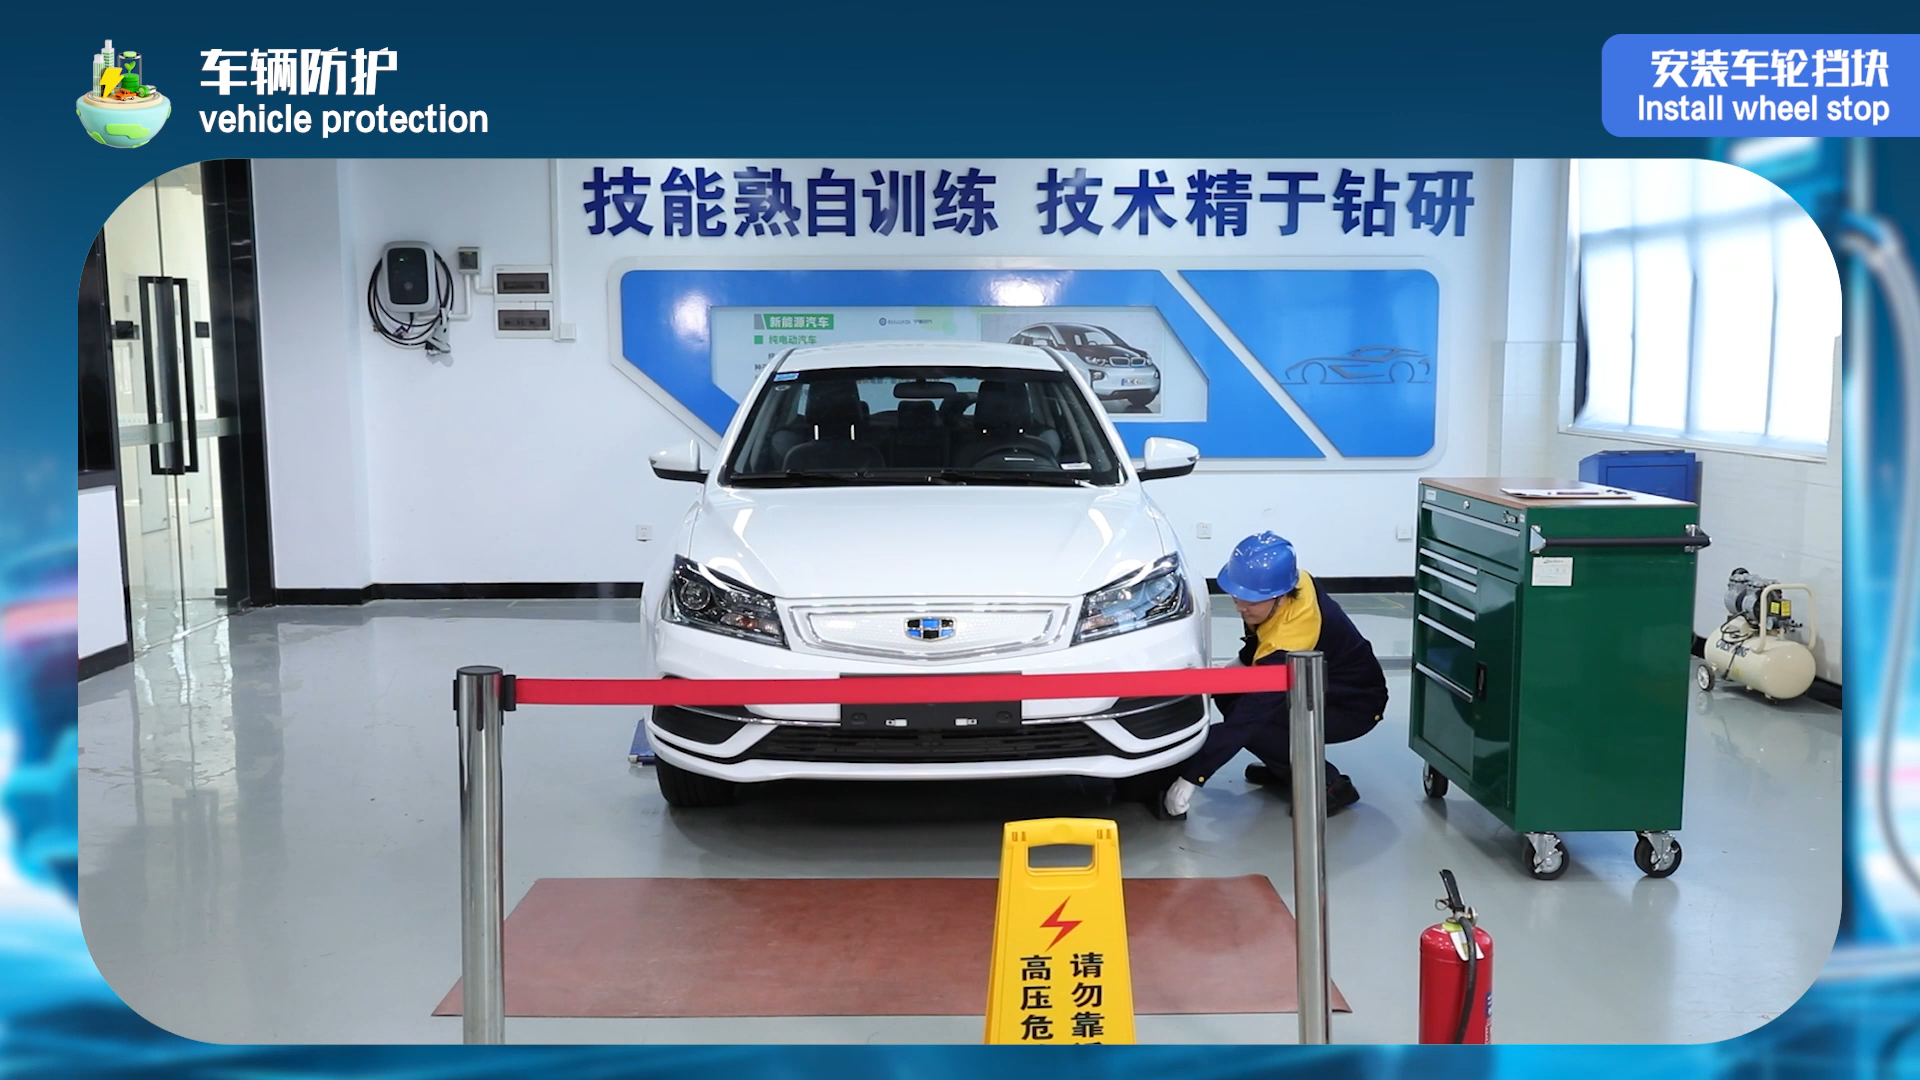 车辆防护
vehicle protection
安装车轮挡块
Install wheel stop
技能熟自训练 技术精于钻研
新能源汽车
纯电动汽车
请勿靠
高压危